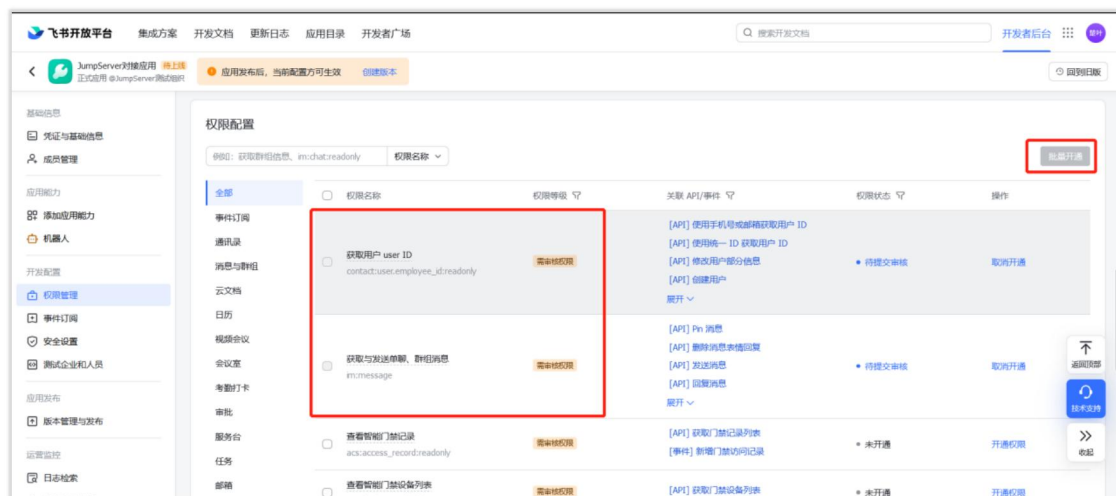 飞书开放平台 集成方案 开发文档 更新日志 应用目录 开发者广场 搜索开发文档 开发者后台
JumpServer对接应用 待上线
正式应用 @JumpServer测试组织
应用发布后，当前配置方可生效 创建版本 回到旧版
基础信息
凭证与基础信息
成员管理
应用能力
添加应用能力
机器人
开发配置
权限管理
事件订阅
安全设置
测试企业和人员
应用发布
版本管理与发布
运营监控
日志检索
权限配置
例如：获取群组信息、im:chat:readonly 权限名称 批量开通
全部
事件订阅
通讯录
消息与群组
云文档
日历
视频会议
会议室
考勤打卡
审批
服务台
任务
邮箱
权限名称 权限等级 关联 API/事件 权限状态 操作
获取用户 user ID
contact:user.employee_id:readonly
需审核权限
[API] 使用手机号或邮箱获取用户 ID
[API] 使用统一 ID 获取用户 ID
[API] 修改用户部分信息
[API] 创建用户
展开
待提交审核 取消开通
获取与发送单聊、群组消息
im:message
需审核权限
[API] Pin 消息
[API] 删除消息表情回复
[API] 发送消息
[API] 回复消息
展开
待提交审核 取消开通
查看智能门禁记录
acs:access_record:readonly
需审核权限
[API] 获取门禁记录列表
[事件] 新增门禁访问记录
未开通 开通权限
查看智能门禁设备列表
需审核权限
[API] 获取门禁设备列表
未开通 开通权限
返回顶部
技术支持
收起